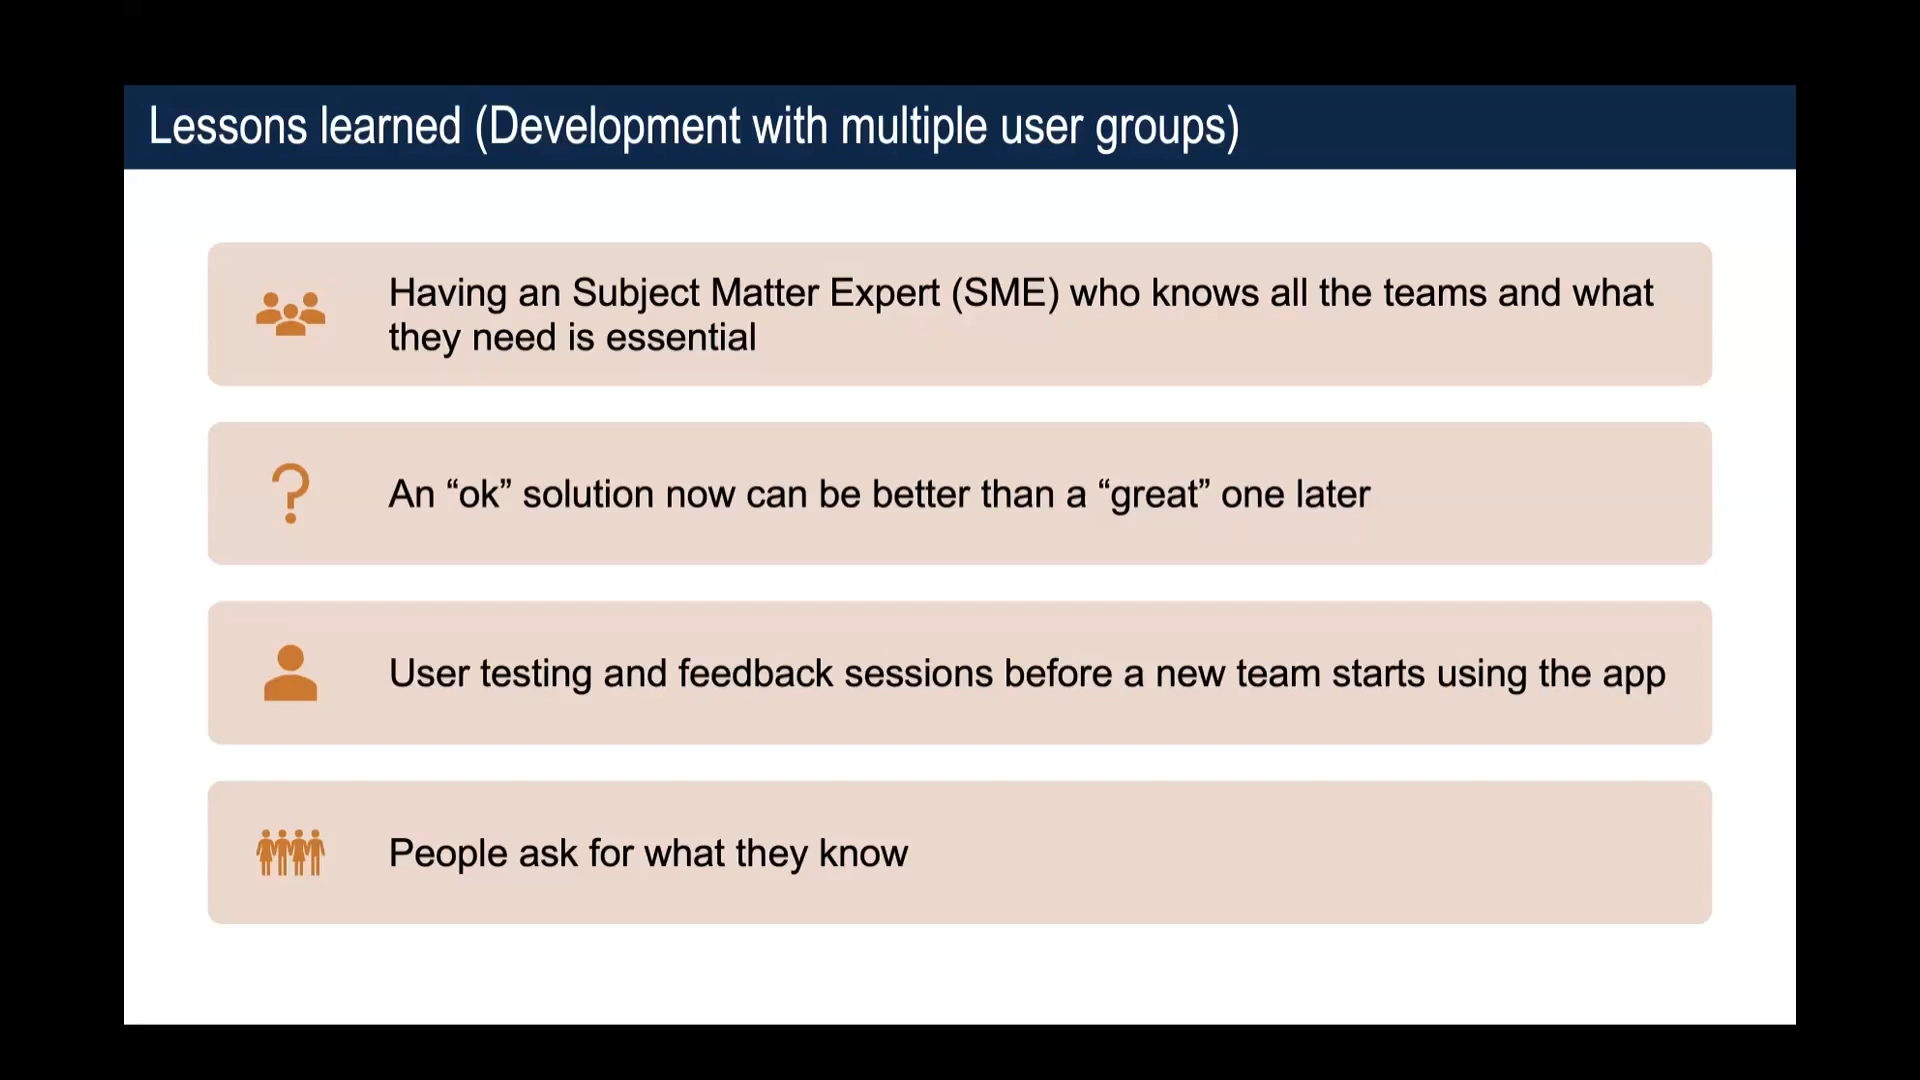 Lessons learned (Development with multiple user groups)
Having an Subject Matter Expert (SME) who knows all the teams and what
they need is essential
An “ok” solution now can be better than a “great” one later
User testing and feedback sessions before a new team starts using the app
People ask for what they know